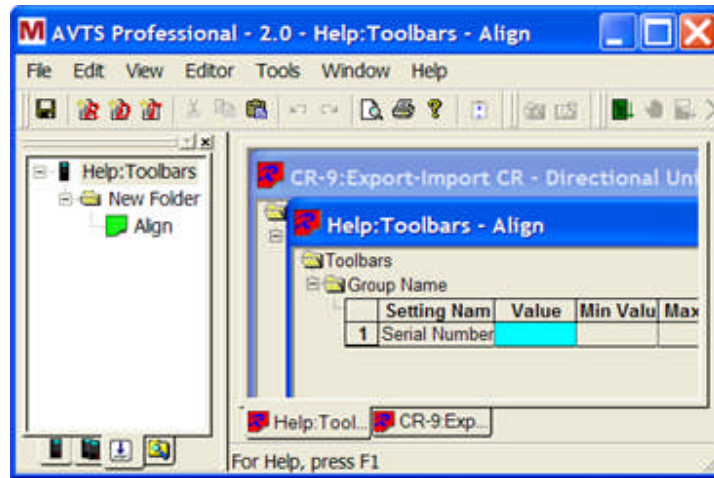 AVTS Professional - 2.0 - Help:Toolbars - Align
File Edit View Editor Tools Window Help
Help:Toolbars
New Folder
Align
CR-9:Export-Import CR - Directional Uni
Help:Toolbars - Align
Toolbars
Group Name
Setting Nam Value Min Valu Max
1 Serial Number
Help:Tool... CR-9:Exp...
For Help, press F1